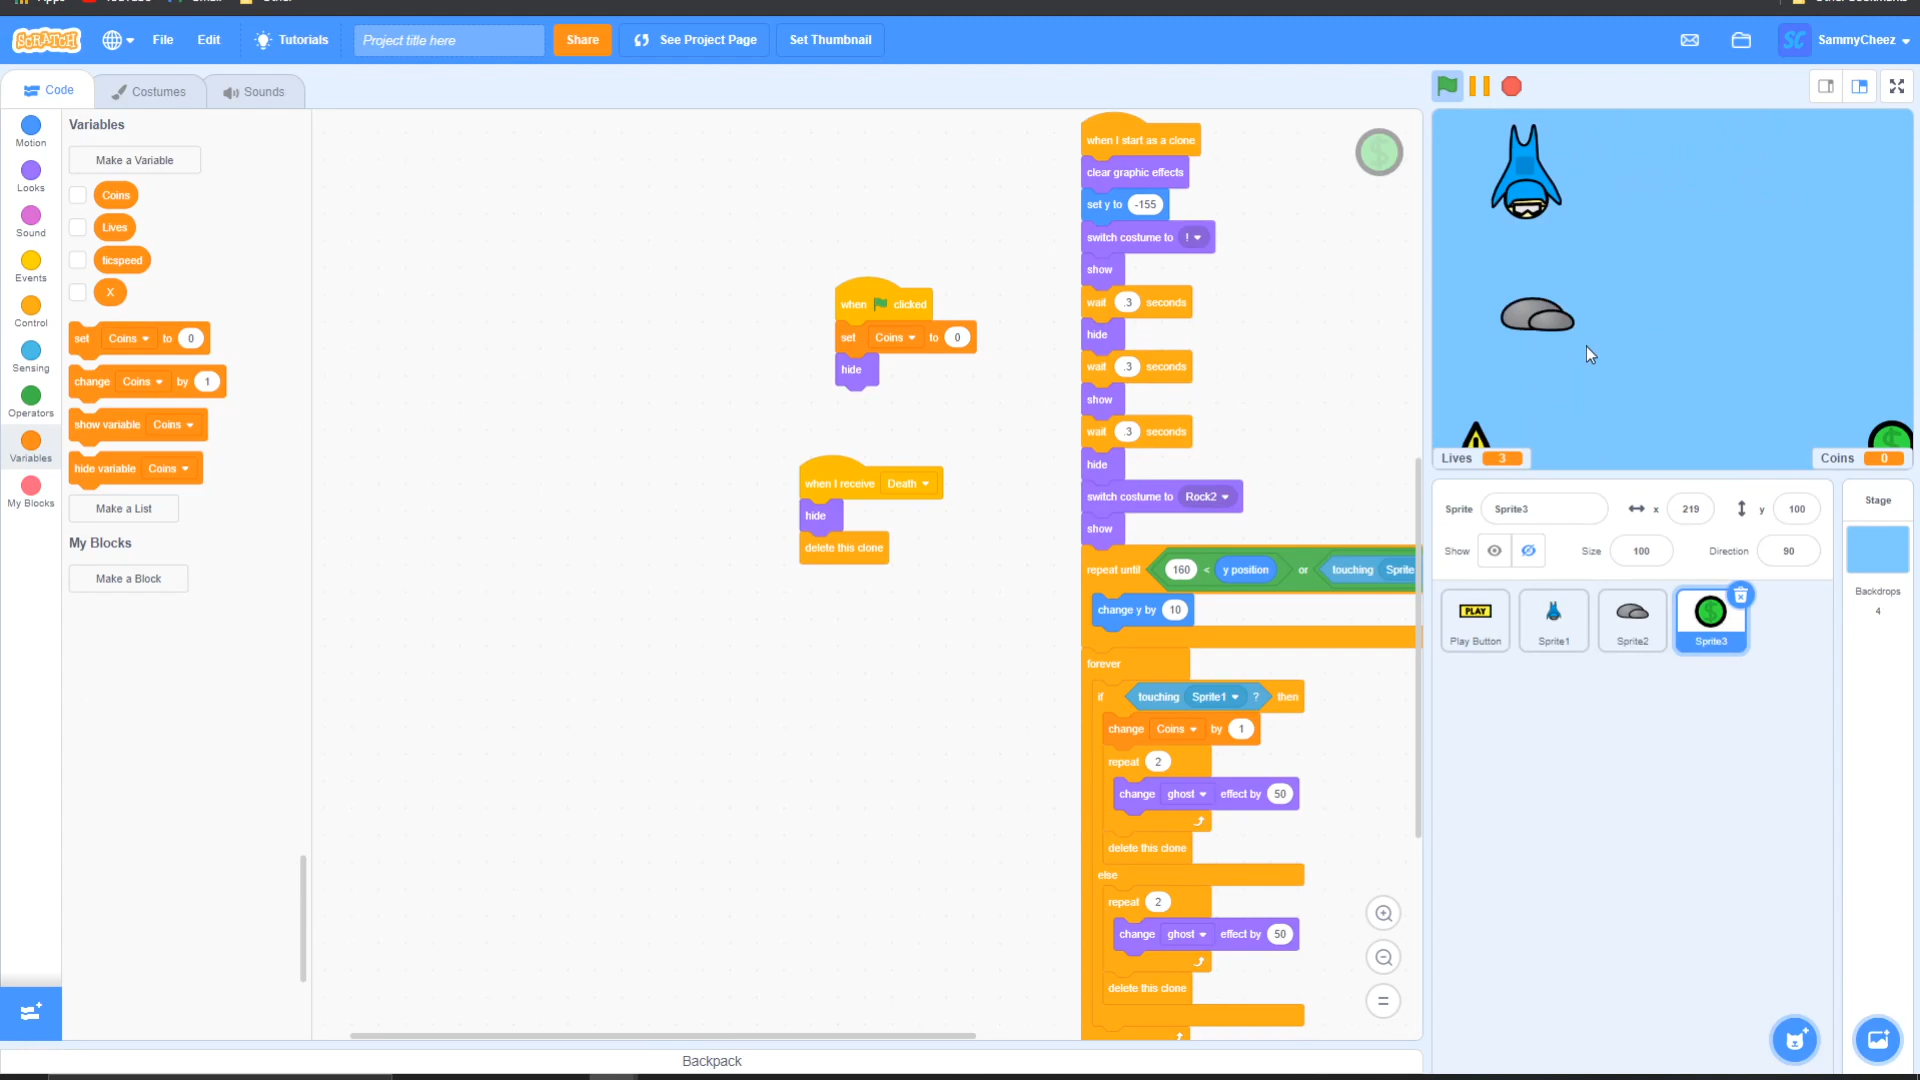 Apps
SCRATCH File Edit Tutorials Project title here Share See Project Page Set Thumbnail SC SammyCheez
Code Costumes Sounds
Motion
Looks
Sound
Events
Control
Sensing
Operators
Variables
My Blocks
Variables
Make a Variable
Coins
Lives
ticspeed
X
set Coins to 0
change Coins by 1
show variable Coins
hide variable Coins
Make a List
My Blocks
Make a Block
when clicked
set Coins to 0
hide
when I receive Death
hide
delete this clone
when I start as a clone
clear graphic effects
set y to -155
switch costume to !
show
wait .3 seconds
hide
wait .3 seconds
show
wait .3 seconds
hide
switch costume to Rock2
show
repeat until 160 < y position or touching Sprite
change y by 10
forever
if touching Sprite1 ? then
change Coins by 1
repeat 2
change ghost effect by 50
delete this clone
else
repeat 2
change ghost effect by 50
delete this clone
Backpack
Lives 3
Coins 0
Sprite Sprite3 x 219 y 100
Show Size 100 Direction 90
PLAY
Play Button Sprite1 Sprite2 Sprite3
Stage
Backdrops
4